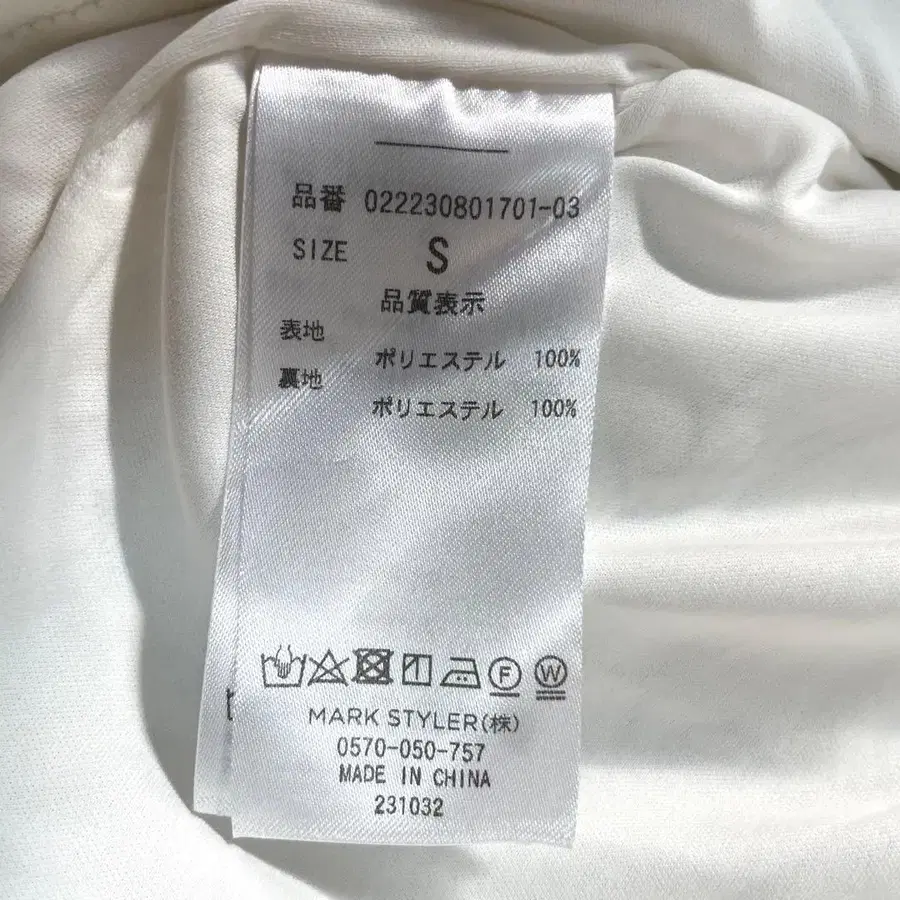 品番 022230801701-03
SIZE S
品質表示
表地
ポリエステル 100%
裏地
ポリエステル 100%
F W
MARK STYLER(株)
0570-050-757
MADE IN CHINA
231032